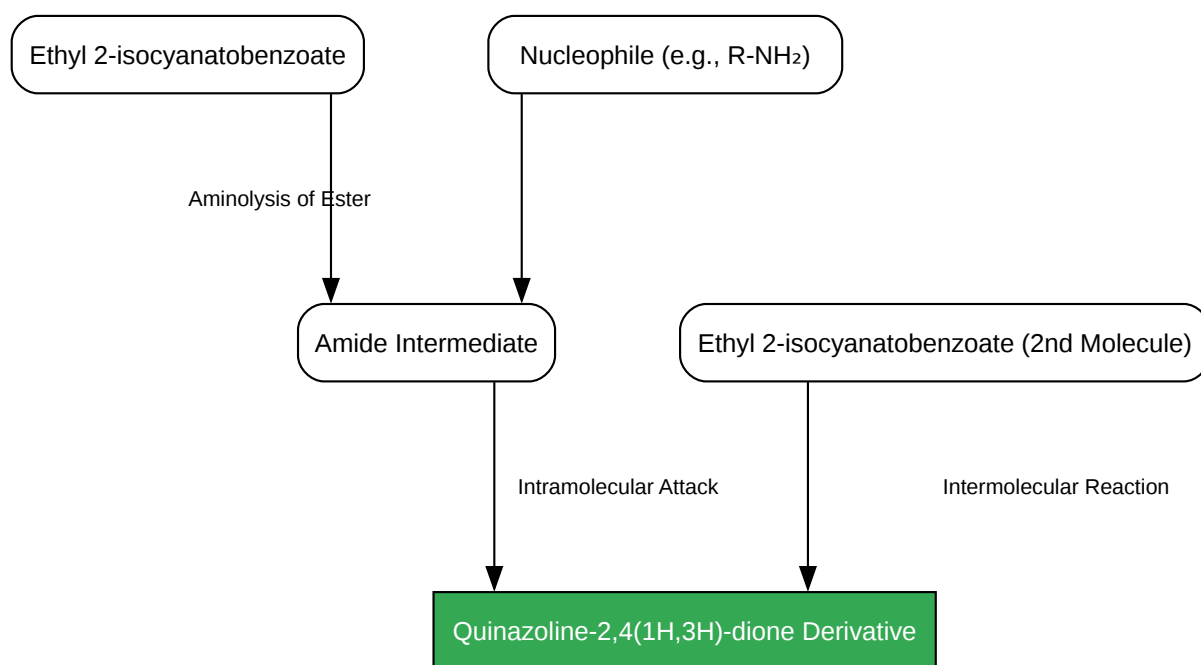 Ethyl 2-isocyanatobenzoate
Nucleophile (e.g., R-NH₂)
Aminolysis of Ester
Amide Intermediate
Ethyl 2-isocyanatobenzoate (2nd Molecule)
Intramolecular Attack
Intermolecular Reaction
Quinazoline-2,4(1H,3H)-dione Derivative